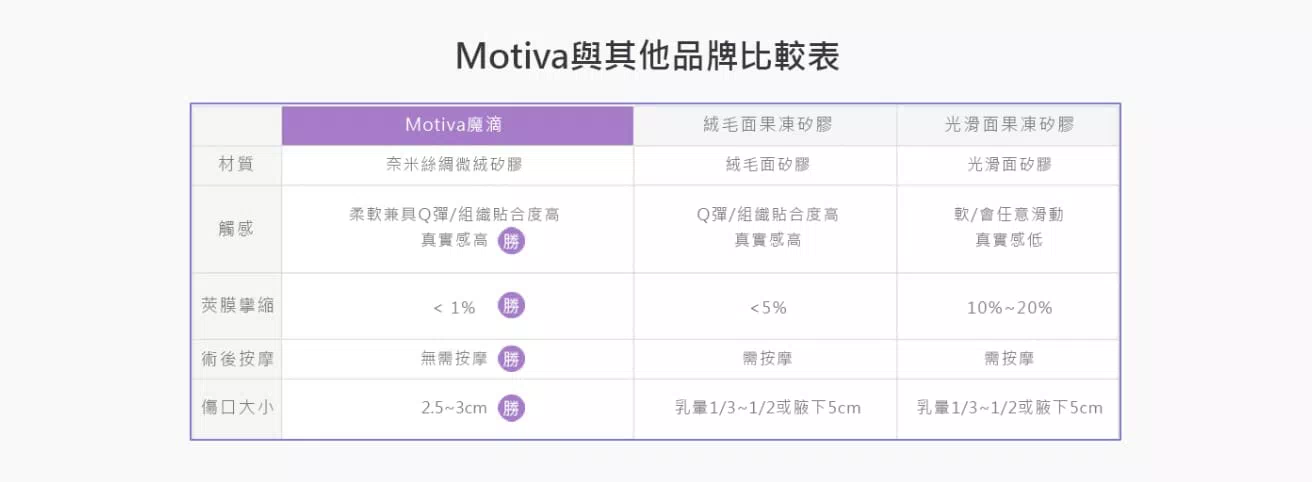 Motiva與其他品牌比較表
Motiva魔滴 絨毛面果凍矽膠 光滑面果凍矽膠
材質 奈米絲綢微絨矽膠 絨毛面矽膠 光滑面矽膠
觸感 柔軟兼具Q彈/組織貼合度高 Q彈/組織貼合度高 軟/會任意滑動
真實感高 勝 真實感高 真實感低
莢膜攣縮 < 1% 勝 <5% 10%~20%
術後按摩 無需按摩 勝 需按摩 需按摩
傷口大小 2.5~3cm 勝 乳暈1/3~1/2或腋下5cm 乳暈1/3~1/2或腋下5cm